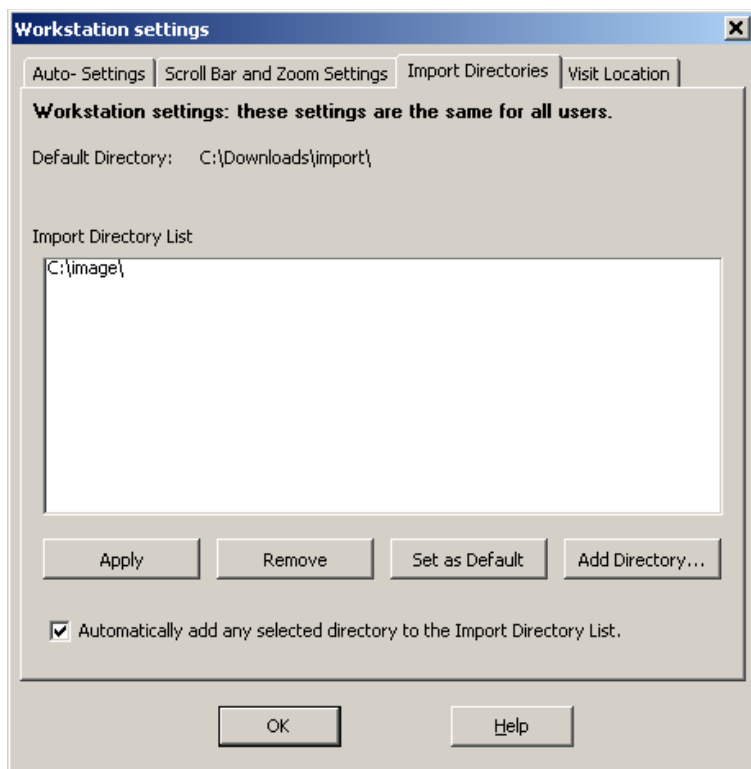 Workstation settings
Auto- Settings Scroll Bar and Zoom Settings Import Directories Visit Location
Workstation settings: these settings are the same for all users.
Default Directory: C:\Downloads\import\
Import Directory List
C:\image\
Apply Remove Set as Default Add Directory...
Automatically add any selected directory to the Import Directory List.
OK Help